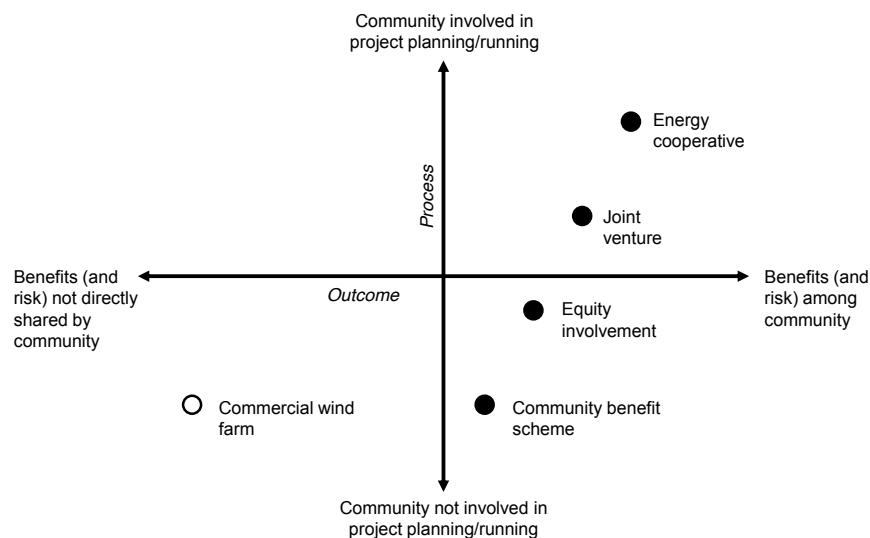 Community involved in
project planning/running
Energy
cooperative
Process
Joint
venture
Benefits (and
risk) not directly
shared by
community
Outcome
Benefits (and
risk) among
community
Equity
involvement
Commercial wind
farm
Community benefit
scheme
Community not involved in
project planning/running